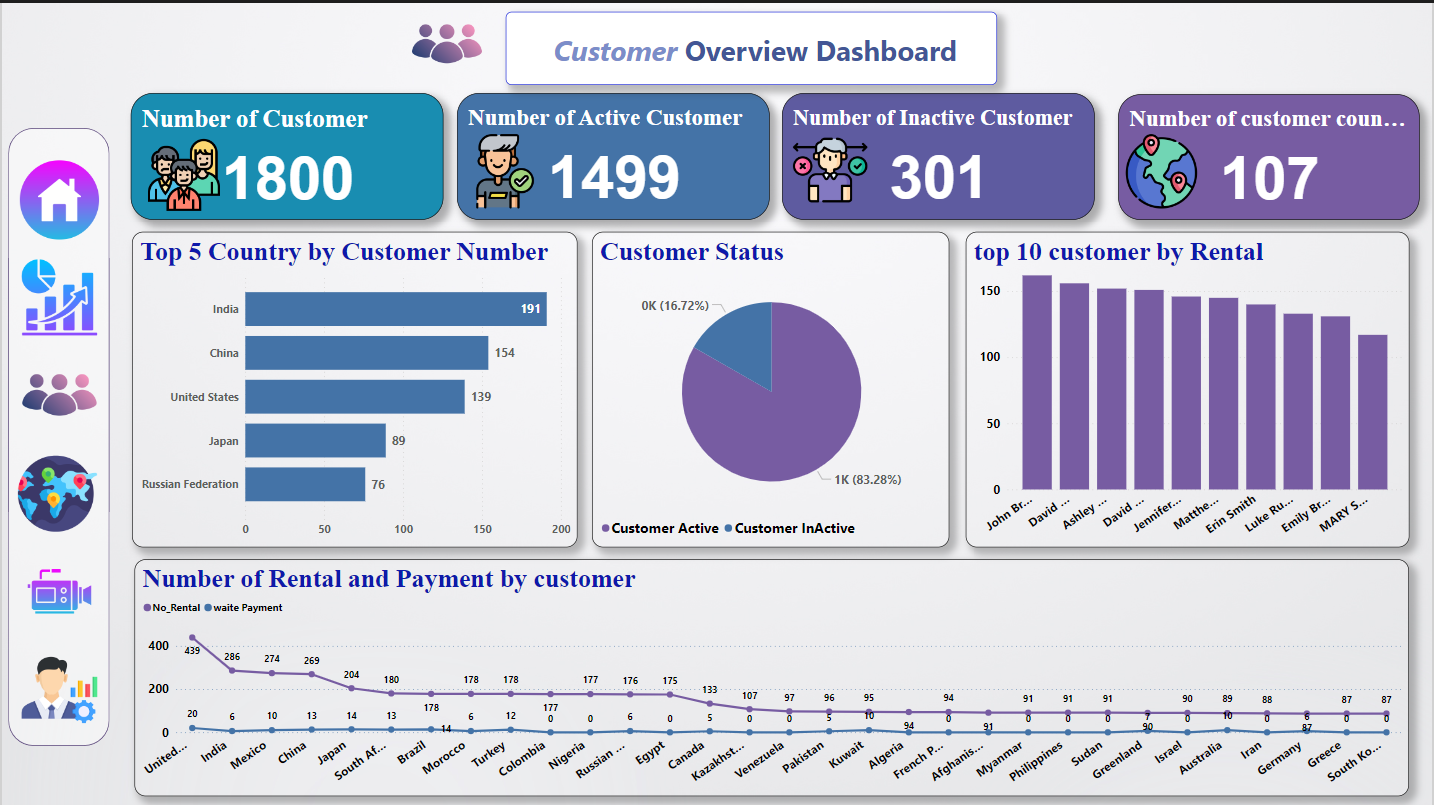 Customer Overview Dashboard
Number of Customer
1800
Number of Active Customer
1499
Number of Inactive Customer
301
Number of customer coun...
107
Top 5 Country by Customer Number
India 191
China 154
United States 139
Japan 89
Russian Federation 76
0 50 100 150 200
Customer Status
0K (16.72%)
1K (83.28%)
Customer Active Customer InActive
top 10 customer by Rental
150
100
50
0
John Br... David ... Ashley ... David ... Jennifer... Matthe... Erin Smith Luke Ru... Emily Br... MARY S...
Number of Rental and Payment by customer
No_Rental waite Payment
400
200
0
439 286 274 269 204 180 178 178 178 177 177 176 175 133 107 97 96 95 94 94 91 91 91 91 90 90 89 88 87 87 87
20 6 10 13 14 13 14 6 12 0 0 6 0 5 0 0 5 10 0 0 0 0 0 7 0 10 0 6 0 0
United... India Mexico China Japan South Af... Brazil Morocco Turkey Colombia Nigeria Russian ... Egypt Canada Kazakhst... Venezuela Pakistan Kuwait Algeria French P... Afghanis... Myanmar Philippines Sudan Greenland Israel Australia Iran Germany Greece South Ko...